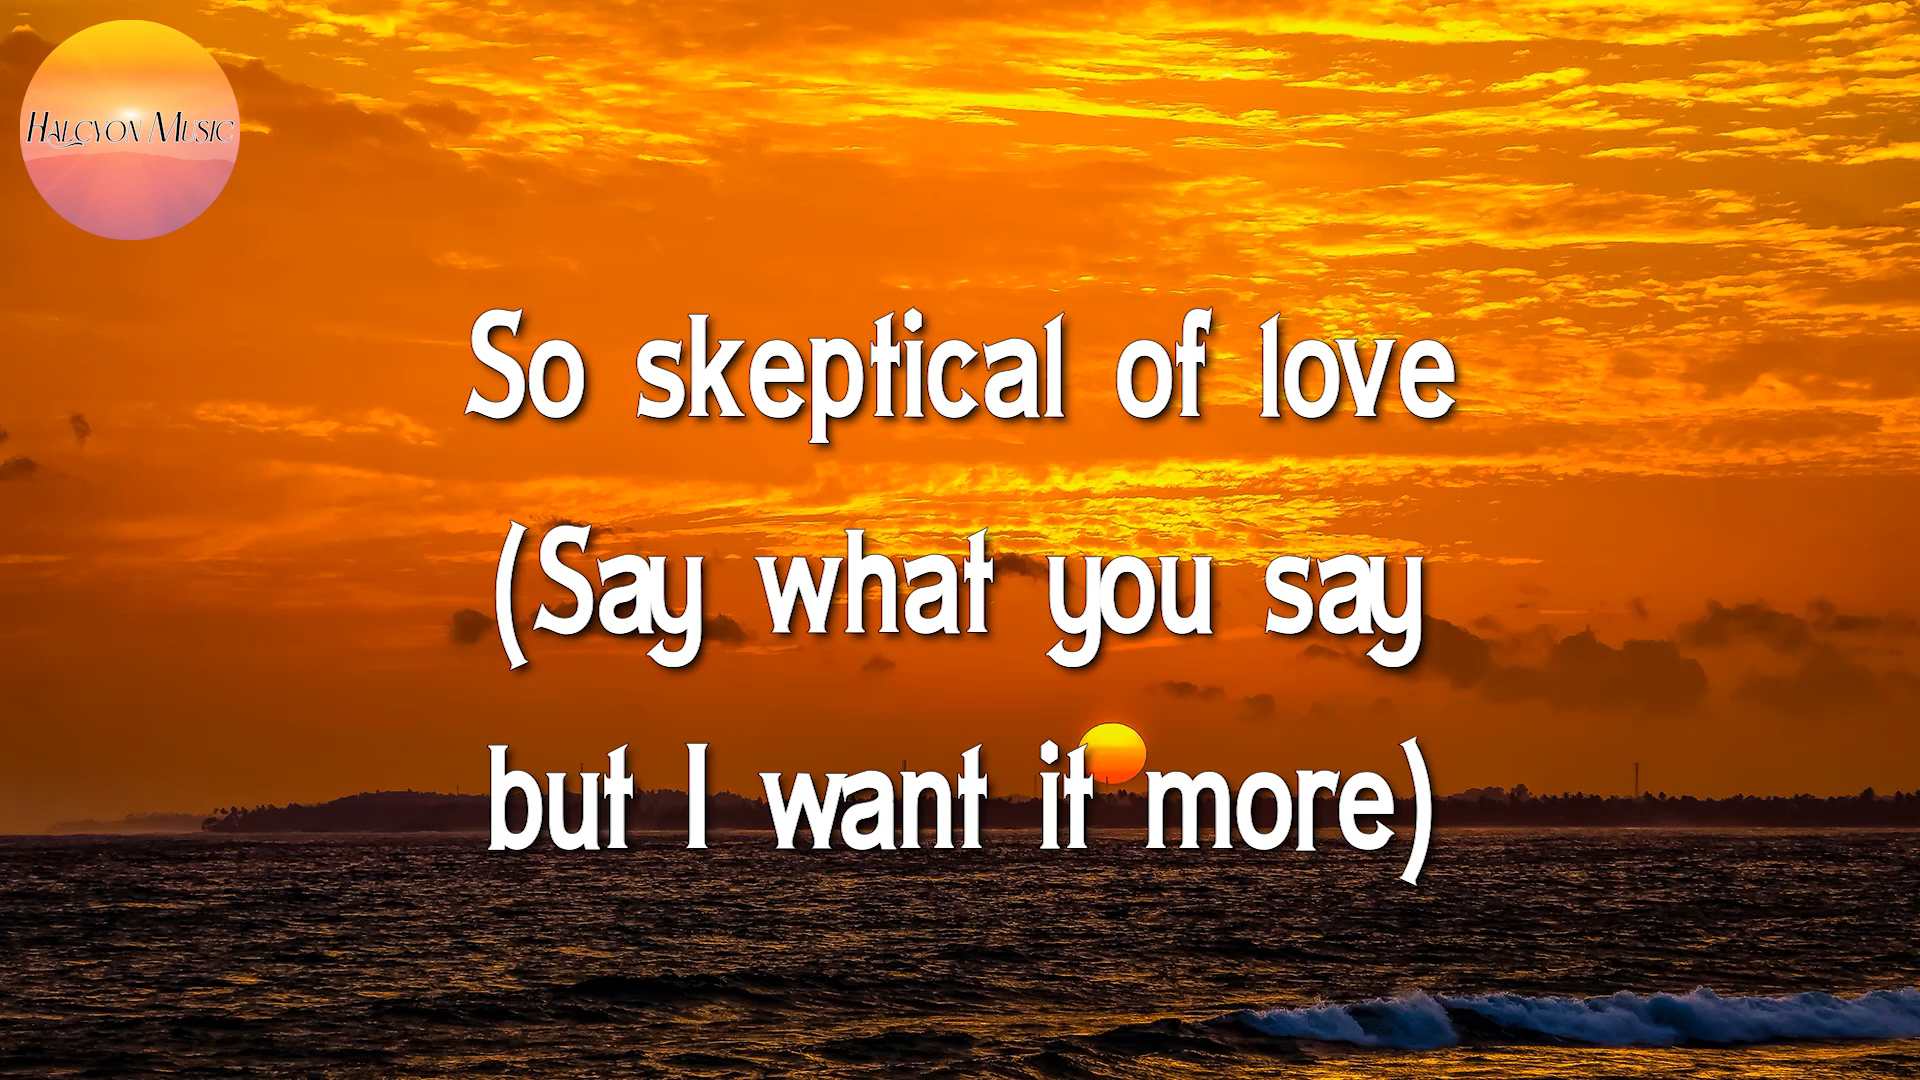 Halcyon Music
So skeptical of love
(Say what you say
but I want it more)